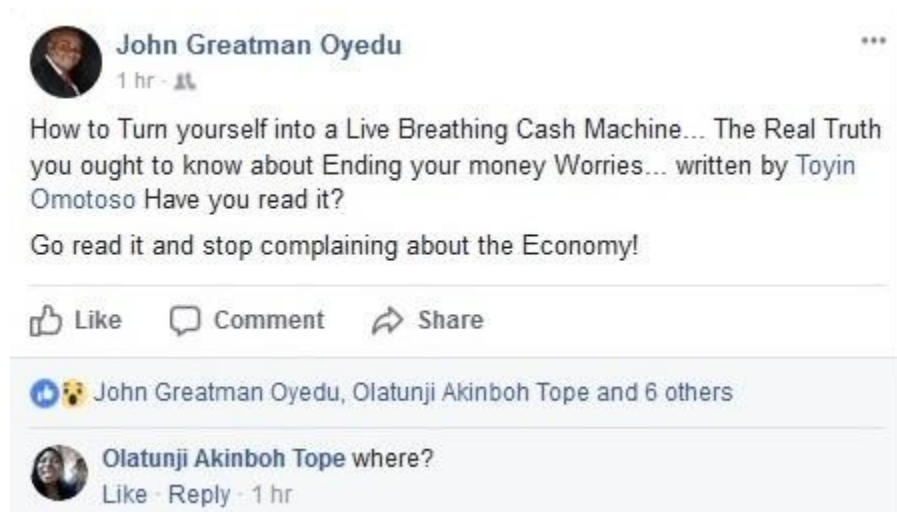 John Greatman Oyedu
1 hr ·
How to Turn yourself into a Live Breathing Cash Machine... The Real Truth
you ought to know about Ending your money Worries... written by Toyin
Omotoso Have you read it?
Go read it and stop complaining about the Economy!
Like Comment Share
John Greatman Oyedu, Olatunji Akinboh Tope and 6 others
Olatunji Akinboh Tope where?
Like · Reply · 1 hr